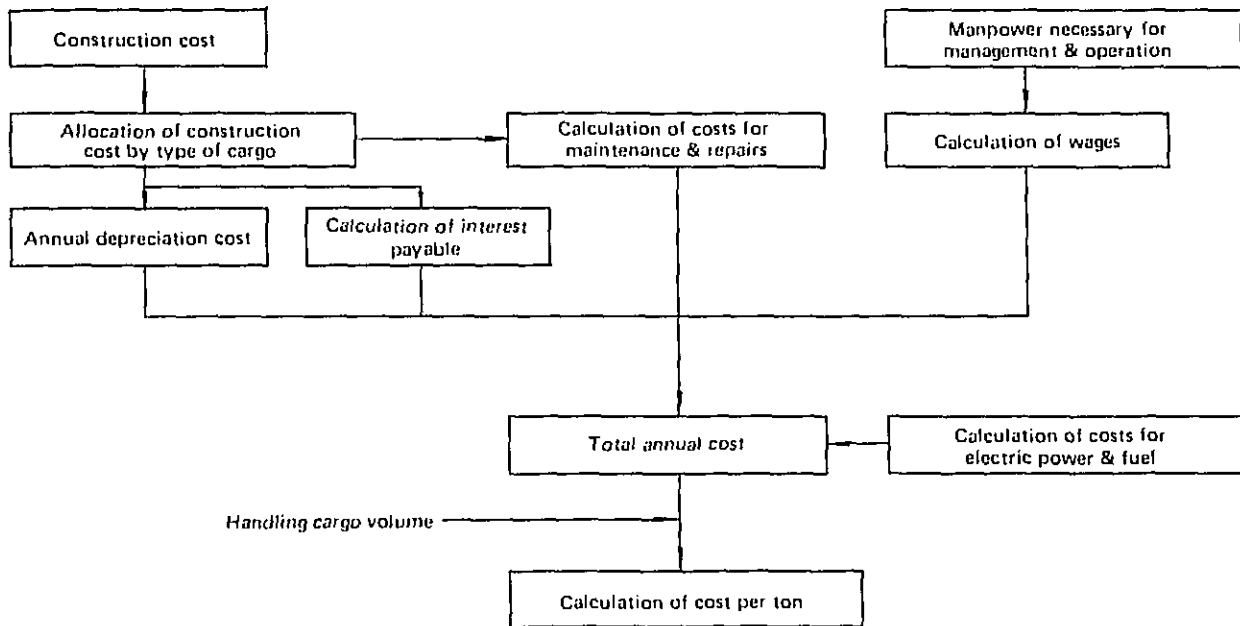 Construction cost
Manpower necessary for
management & operation
Allocation of construction
cost by type of cargo
Calculation of costs for
maintenance & repairs
Calculation of wages
Annual depreciation cost
Calculation of interest
payable
Total annual cost
Calculation of costs for
electric power & fuel
Handling cargo volume
Calculation of cost per ton